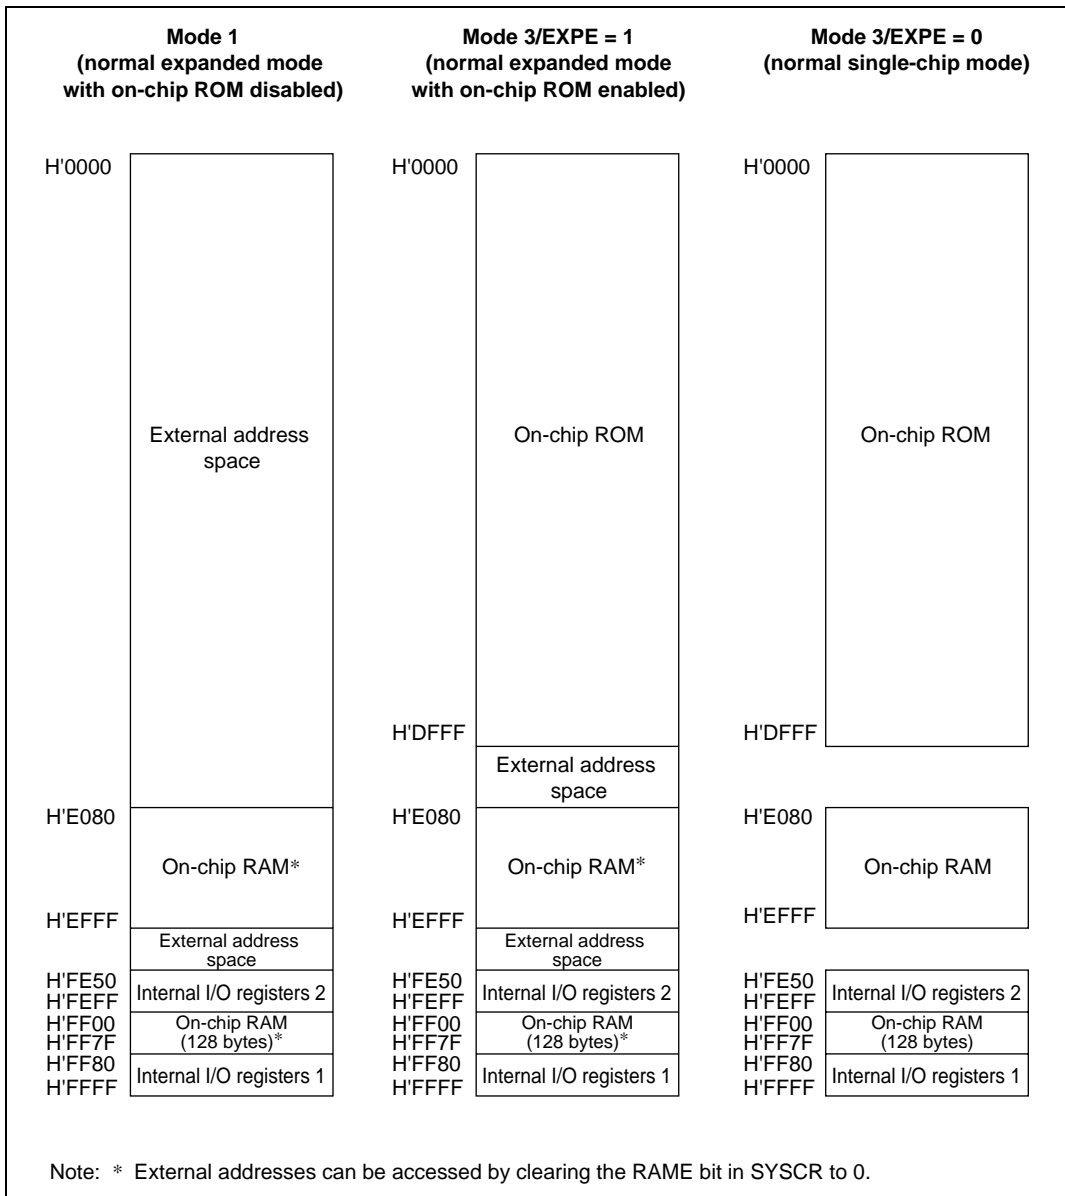 Mode 1
(normal expanded mode
with on-chip ROM disabled)
Mode 3/EXPE = 1
(normal expanded mode
with on-chip ROM enabled)
Mode 3/EXPE = 0
(normal single-chip mode)
H'0000
External address
space
H'E080
On-chip RAM*
H'EFFF
External address
space
H'FE50
H'FEFF
Internal I/O registers 2
H'FF00
H'FF7F
On-chip RAM
(128 bytes)*
H'FF80
H'FFFF
Internal I/O registers 1
H'0000
On-chip ROM
H'DFFF
External address
space
H'E080
On-chip RAM*
H'EFFF
External address
space
H'FE50
H'FEFF
Internal I/O registers 2
H'FF00
H'FF7F
On-chip RAM
(128 bytes)*
H'FF80
H'FFFF
Internal I/O registers 1
H'0000
On-chip ROM
H'DFFF
H'E080
On-chip RAM
H'EFFF
H'FE50
H'FEFF
Internal I/O registers 2
H'FF00
H'FF7F
On-chip RAM
(128 bytes)
H'FF80
H'FFFF
Internal I/O registers 1
Note: * External addresses can be accessed by clearing the RAME bit in SYSCR to 0.